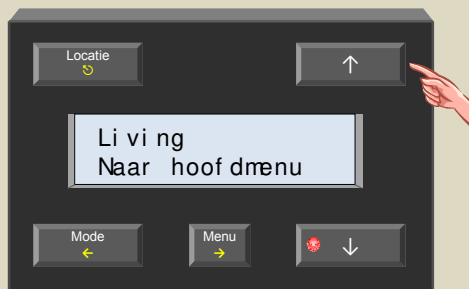 Locatie
↑
Living
Naar hoofdmenu
Mode
←
Menu
→
↓